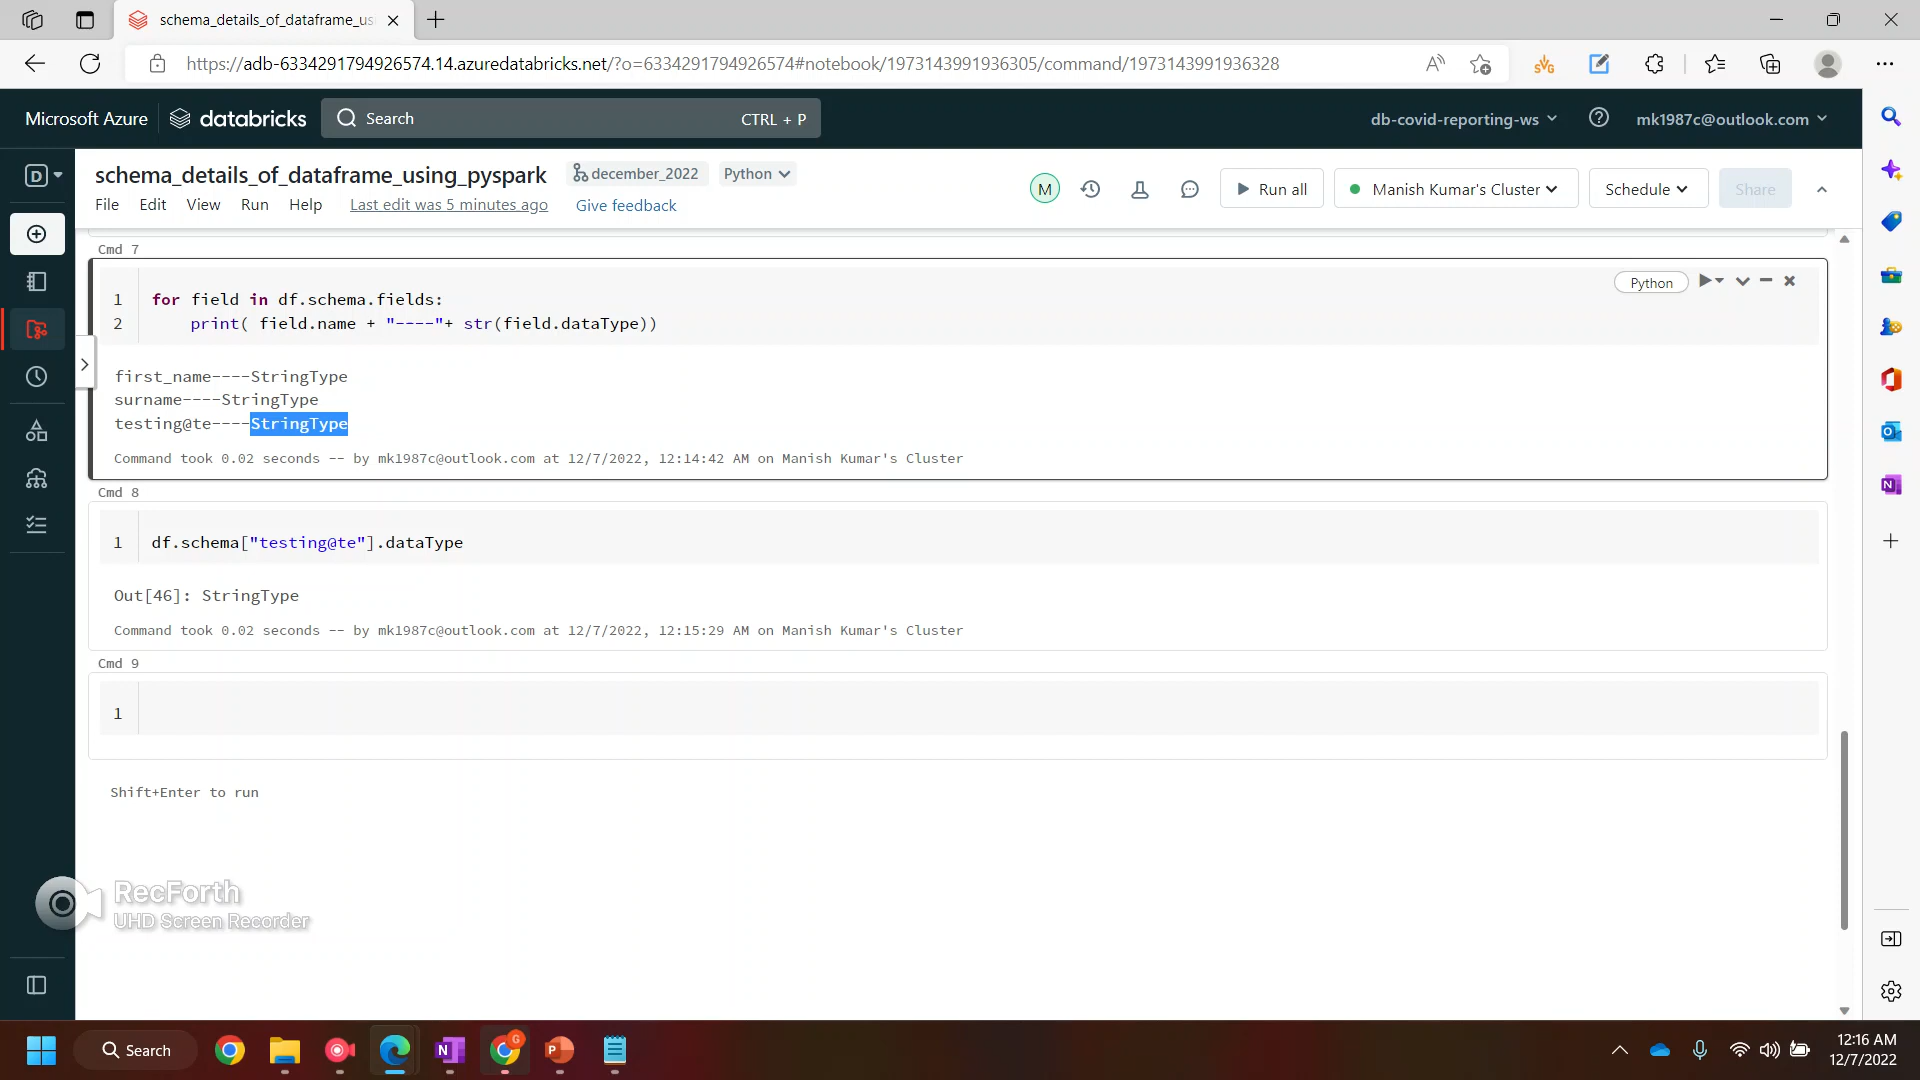 schema_details_of_dataframe_us
https://adb-6334291794926574.14.azuredatabricks.net/?o=6334291794926574#notebook/1973143991936305/command/1973143991936328
Microsoft Azure databricks Search CTRL + P db-covid-reporting-ws mk1987c@outlook.com
D schema_details_of_dataframe_using_pyspark december_2022 Python
M Run all Manish Kumar's Cluster Schedule Share
File Edit View Run Help Last edit was 5 minutes ago Give feedback
Cmd 7
Python
1 for field in df.schema.fields:
2 print( field.name + "----"+ str(field.dataType))
first_name----StringType
surname----StringType
testing@te----StringType
Command took 0.02 seconds -- by mk1987c@outlook.com at 12/7/2022, 12:14:42 AM on Manish Kumar's Cluster
Cmd 8
1 df.schema["testing@te"].dataType
Out[46]: StringType
Command took 0.02 seconds -- by mk1987c@outlook.com at 12/7/2022, 12:15:29 AM on Manish Kumar's Cluster
Cmd 9
1
Shift+Enter to run
RecForth
UHD Screen Recorder
Search
12:16 AM
12/7/2022